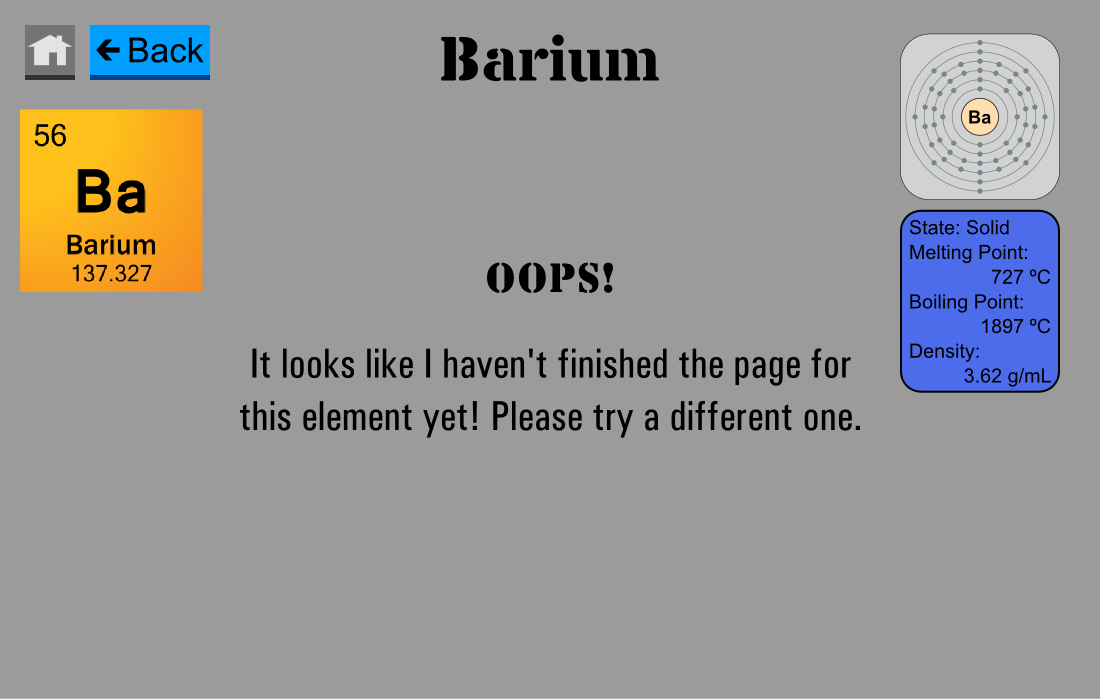 Back
Barium
56
Ba
Barium
137.327
Ba
State: Solid
Melting Point:
727 ºC
Boiling Point:
1897 ºC
Density:
3.62 g/mL
OOPS!
It looks like I haven't finished the page for
this element yet! Please try a different one.